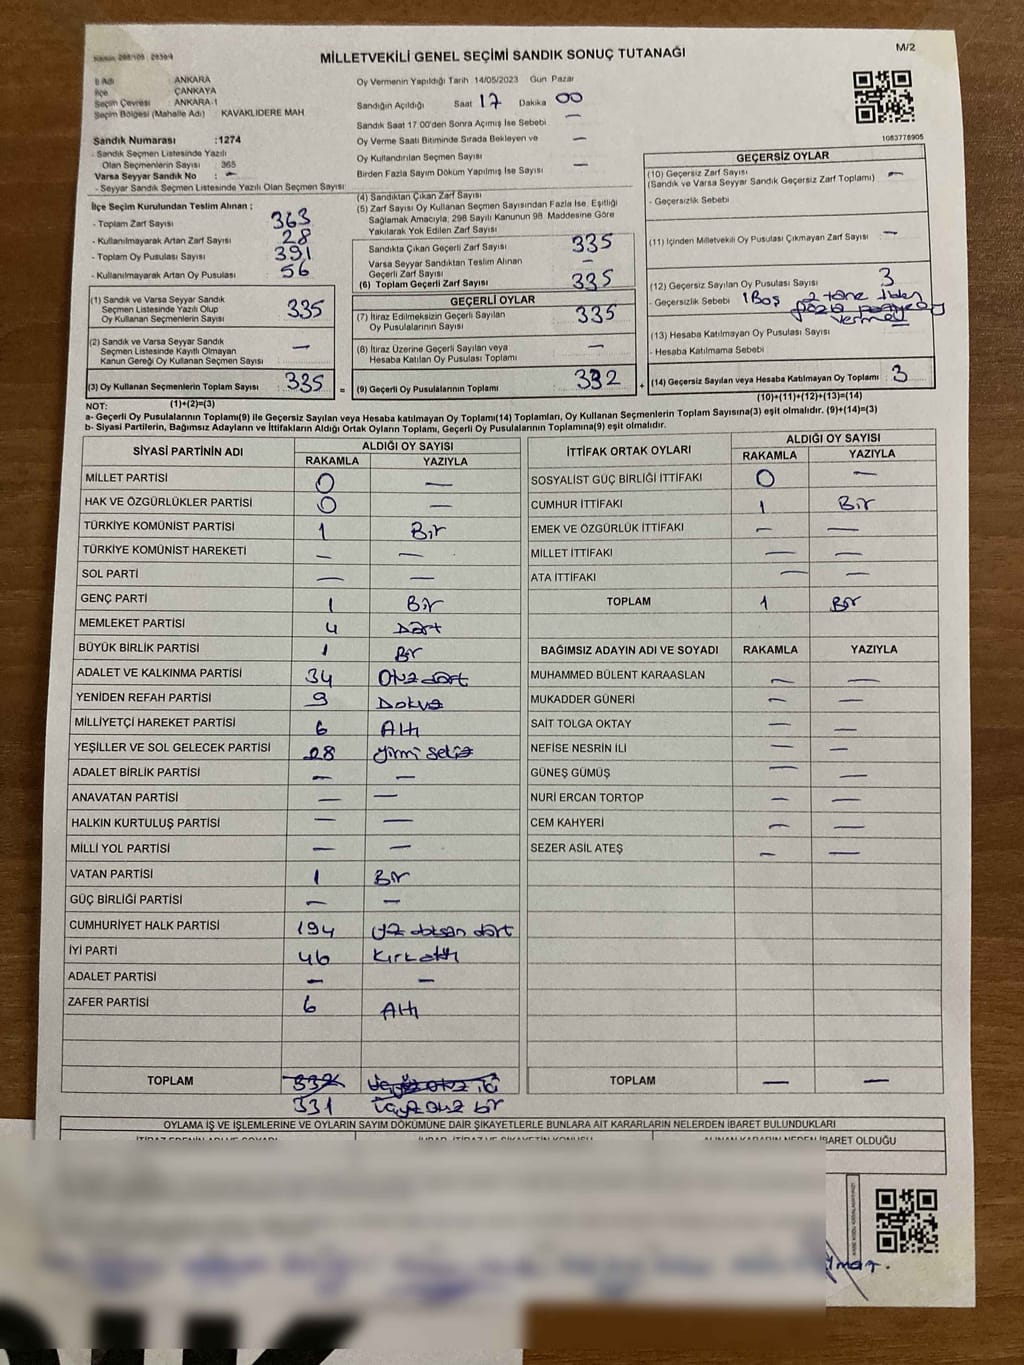 MİLLETVEKİLİ GENEL SEÇİMİ SANDIK SONUÇ TUTANAĞI
M/2
İl Adı : ANKARA
İlçe : ÇANKAYA
Seçim Çevresi : ANKARA-1
Seçim Bölgesi (Mahalle Adı) : KAVAKLIDERE MAH
Sandık Numarası :1274
- Sandık Seçmen Listesinde Yazılı
Olan Seçmenlerin Sayısı : 365
Varsa Seyyar Sandık No : -
- Seyyar Sandık Seçmen Listesinde Yazılı Olan Seçmen Sayısı:
İlçe Seçim Kurulundan Teslim Alınan ;
- Toplam Zarf Sayısı : 363
- Kullanılmayarak Artan Zarf Sayısı : 28
- Toplam Oy Pusulası Sayısı : 391
- Kullanılmayarak Artan Oy Pusulası : 56
(1) Sandık ve Varsa Seyyar Sandık
Seçmen Listesinde Yazılı Olup
Oy Kullanan Seçmenlerin Sayısı : 335
(2) Sandık ve Varsa Seyyar Sandık
Seçmen Listesinde Kayıtlı Olmayan
Kanun Gereği Oy Kullanan Seçmen Sayısı : -
(3) Oy Kullanan Seçmenlerin Toplam Sayısı : 335 =
(1)+(2)=(3)
Oy Vermenin Yapıldığı Tarih :14/05/2023 Gün :Pazar
Sandığın Açıldığı Saat :17 Dakika :00
Sandık Saat 17:00'den Sonra Açılmış İse Sebebi : -
Oy Verme Saati Bitiminde Sırada Bekleyen ve
Oy Kullandırılan Seçmen Sayısı : -
Birden Fazla Sayım Döküm Yapılmış İse Sayısı : -
(4) Sandıktan Çıkan Zarf Sayısı :
(5) Zarf Sayısı Oy Kullanan Seçmen Sayısından Fazla İse, Eşitliği
Sağlamak Amacıyla, 298 Sayılı Kanunun 98. Maddesine Göre
Yakılarak Yok Edilen Zarf Sayısı :
Sandıkta Çıkan Geçerli Zarf Sayısı : 335
Varsa Seyyar Sandıktan Teslim Alınan
Geçerli Zarf Sayısı : -
(6) Toplam Geçerli Zarf Sayısı : 335
GEÇERLİ OYLAR
(7) İtiraz Edilmeksizin Geçerli Sayılan
Oy Pusulalarının Sayısı : 335
(8) İtiraz Üzerine Geçerli Sayılan veya
Hesaba Katılan Oy Pusulası Toplamı : -
(9) Geçerli Oy Pusulalarının Toplamı : 332 +
1083778905
GEÇERSİZ OYLAR
(10) Geçersiz Zarf Sayısı
(Sandık ve Varsa Seyyar Sandık Geçersiz Zarf Toplamı) : -
- Geçersizlik Sebebi :
(11) İçinden Milletvekili Oy Pusulası Çıkmayan Zarf Sayısı : -
(12) Geçersiz Sayılan Oy Pusulası Sayısı : 3
- Geçersizlik Sebebi : 1 Boş 2 tane
fazla partiye oy
vermek
(13) Hesaba Katılmayan Oy Pusulası Sayısı :
- Hesaba Katılmama Sebebi :
(14) Geçersiz Sayılan veya Hesaba Katılmayan Oy Toplamı : 3
(10)+(11)+(12)+(13)=(14)
NOT:
a- Geçerli Oy Pusulalarının Toplamı(9) ile Geçersiz Sayılan veya Hesaba katılmayan Oy Toplamı(14) Toplamları, Oy Kullanan Seçmenlerin Toplam Sayısına(3) eşit olmalıdır. (9)+(14)=(3)
b- Siyasi Partilerin, Bağımsız Adayların ve İttifakların Aldığı Ortak Oyların Toplamı, Geçerli Oy Pusulalarının Toplamına(9) eşit olmalıdır.
SİYASİ PARTİNİN ADI ALDIĞI OY SAYISI
RAKAMLA YAZIYLA
MİLLET PARTİSİ 0 -
HAK VE ÖZGÜRLÜKLER PARTİSİ 0 -
TÜRKİYE KOMÜNİST PARTİSİ 1 Bir
TÜRKİYE KOMÜNİST HAREKETİ - -
SOL PARTİ - -
GENÇ PARTİ 1 Bir
MEMLEKET PARTİSİ 4 Dört
BÜYÜK BİRLİK PARTİSİ 1 Bir
ADALET VE KALKINMA PARTİSİ 34 Otuz dört
YENİDEN REFAH PARTİSİ 9 Dokuz
MİLLİYETÇİ HAREKET PARTİSİ 6 Altı
YEŞİLLER VE SOL GELECEK PARTİSİ 28 Yirmi sekiz
ADALET BİRLİK PARTİSİ - -
ANAVATAN PARTİSİ - -
HALKIN KURTULUŞ PARTİSİ - -
MİLLİ YOL PARTİSİ - -
VATAN PARTİSİ 1 Bir
GÜÇ BİRLİĞİ PARTİSİ - -
CUMHURİYET HALK PARTİSİ 194 Yüz doksan dört
İYİ PARTİ 46 Kırk altı
ADALET PARTİSİ - -
ZAFER PARTİSİ 6 Altı
TOPLAM 332 Üçyüz otuz iki
331 Üçyüz otuz bir
İTTİFAK ORTAK OYLARI ALDIĞI OY SAYISI
RAKAMLA YAZIYLA
SOSYALİST GÜÇ BİRLİĞİ İTTİFAKI 0 -
CUMHUR İTTİFAKI 1 Bir
EMEK VE ÖZGÜRLÜK İTTİFAKI - -
MİLLET İTTİFAKI - -
ATA İTTİFAKI - -
TOPLAM 1 Bir
BAĞIMSIZ ADAYIN ADI VE SOYADI RAKAMLA YAZIYLA
MUHAMMED BÜLENT KARAASLAN - -
MUKADDER GÜNERİ - -
SAİT TOLGA OKTAY - -
NEFİSE NESRİN İLİ - -
GÜNEŞ GÜMÜŞ - -
NURİ ERCAN TORTOP - -
CEM KAHYERİ - -
SEZER ASİL ATEŞ - -
TOPLAM - -
OYLAMA İŞ VE İŞLEMLERİNE VE OYLARIN SAYIM DÖKÜMÜNE DAİR ŞİKAYETLERLE BUNLARA AİT KARARLARIN NELERDEN İBARET BULUNDUKLARI
İBARET OLDUĞU